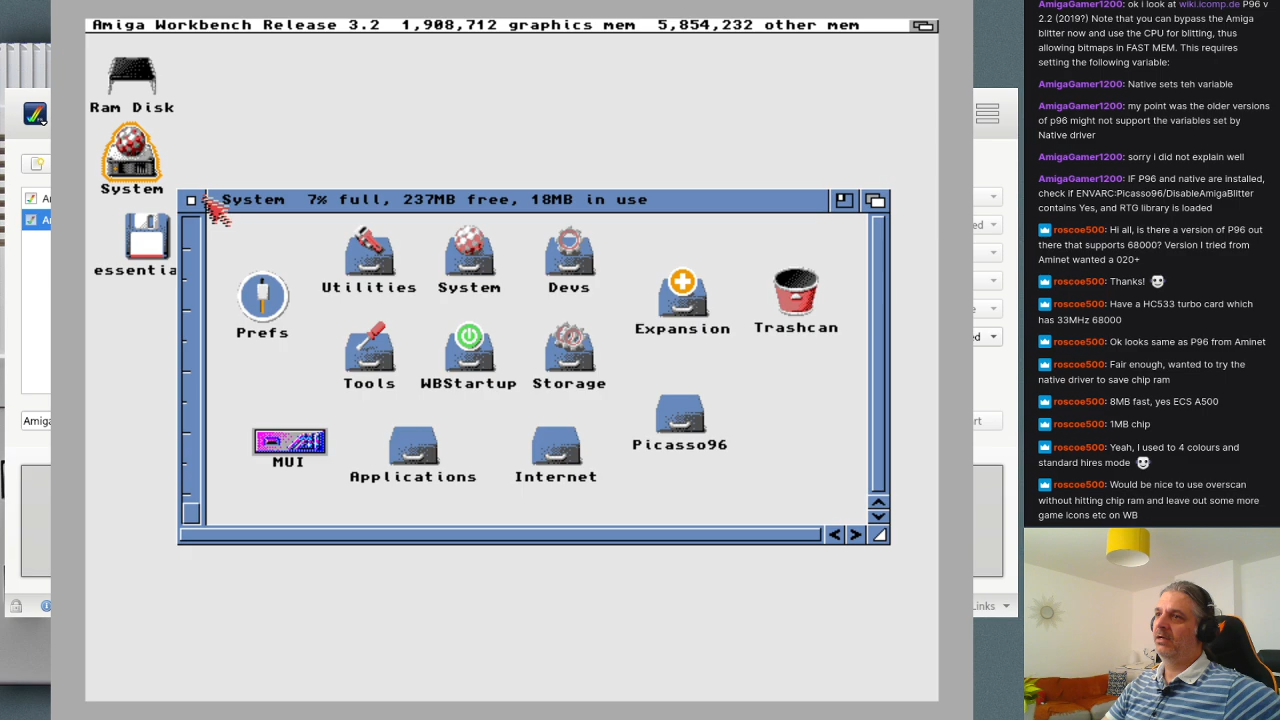 Amiga Workbench Release 3.2  1,908,712 graphics mem  5,854,232 other mem
Ram Disk
System
essentia
System  7% full, 237MB free, 18MB in use
Utilities
System
Devs
Prefs
Expansion
Trashcan
Tools
WBStartup
Storage
MUI
Applications
Internet
Picasso96
Amiga
Links
AmigaGamer1200: ok i look at wiki.icomp.de P96 v
2.2 (2019?) Note that you can bypass the Amiga
blitter now and use the CPU for blitting, thus
allowing bitmaps in FAST MEM. This requires
setting the following variable:
AmigaGamer1200: Native sets teh variable
AmigaGamer1200: my point was the older versions
of p96 might not support the variables set by
Native driver
AmigaGamer1200: sorry i did not explain well
AmigaGamer1200: IF P96 and native are installed,
check if ENVARC:Picasso96/DisableAmigaBlitter
contains Yes, and RTG library is loaded
roscoe500: Hi all, is there a version of P96 out
there that supports 68000? Version I tried from
Aminet wanted a 020+
roscoe500: Thanks!
roscoe500: Have a HC533 turbo card which
has 33MHz 68000
roscoe500: Ok looks same as P96 from Aminet
roscoe500: Fair enough, wanted to try the
native driver to save chip ram
roscoe500: 8MB fast, yes ECS A500
roscoe500: 1MB chip
roscoe500: Yeah, I used to 4 colours and
standard hires mode
roscoe500: Would be nice to use overscan
without hitting chip ram and leave out some more
game icons etc on WB